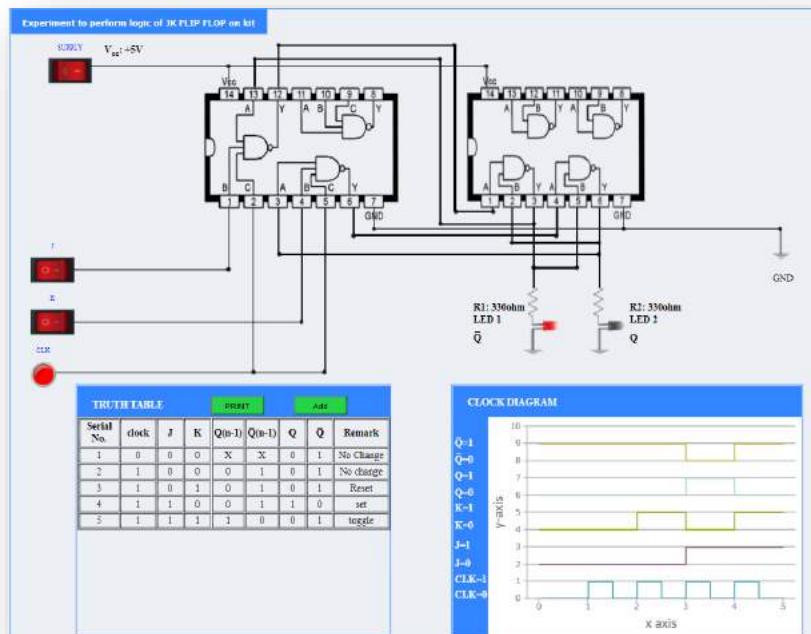 Experiment to perform logic of JK FLIP FLOP on kit
SUPPLY
Vcc: +5V
Vcc
14 13 12 11 10 9 8
A Y A B C Y
B C A B C Y
1 2 3 4 5 6 7
GND
Vcc
14 13 12 11 10 9 8
A B Y A B Y
A B Y A B Y
1 2 3 4 5 6 7
GND
GND
J
K
CLK
R1: 330ohm
LED 1
Q̄
R2: 330ohm
LED 2
Q
TRUTH TABLE PRINT Add
Serial No. clock J K Q(n-1) Q̄(n-1) Q Q̄ Remark
1 0 0 0 X X 0 1 No Change
2 1 0 0 0 1 0 1 No change
3 1 0 1 0 1 0 1 Reset
4 1 1 0 0 1 1 0 set
5 1 1 1 1 0 0 1 toggle
CLOCK DIAGRAM
Q̄=1
Q̄=0
Q=1
Q=0
K=1
K=0
J=1
J=0
CLK=1
CLK=0
y-axis
10
9
8
7
6
5
4
3
2
1
0
0 1 2 3 4 5
x axis